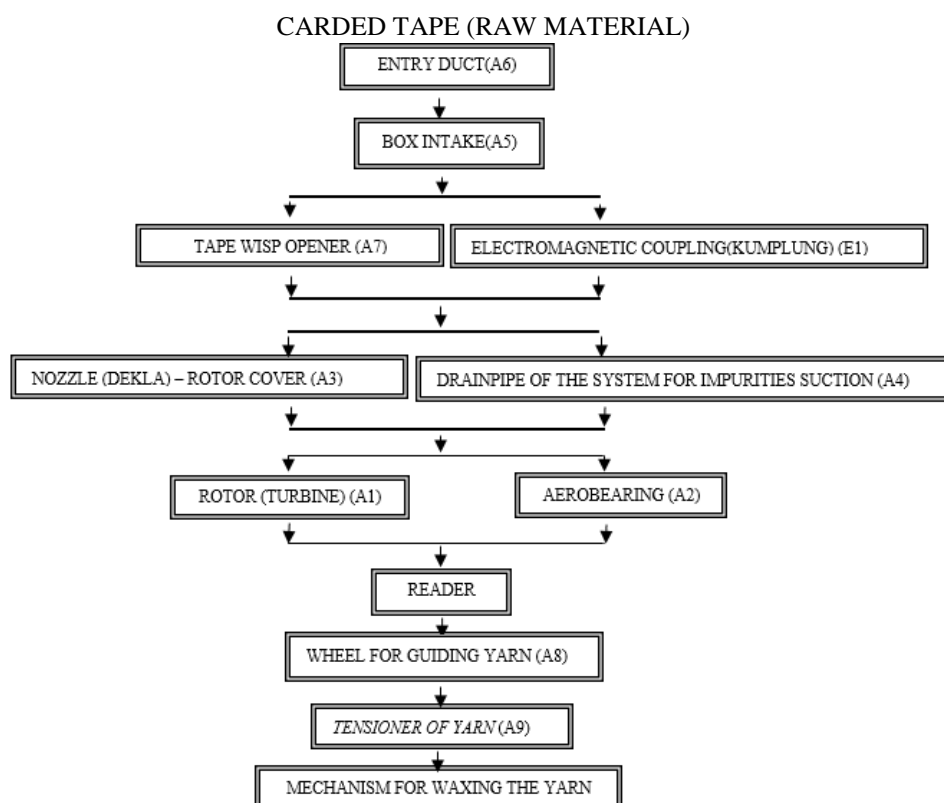 CARDED TAPE (RAW MATERIAL)
ENTRY DUCT(A6)
BOX INTAKE(A5)
TAPE WISP OPENER (A7)
ELECTROMAGNETIC COUPLING(KUMPLUNG) (E1)
NOZZLE (DEKLA) – ROTOR COVER (A3)
DRAINPIPE OF THE SYSTEM FOR IMPURITIES SUCTION (A4)
ROTOR (TURBINE) (A1)
AEROBEARING (A2)
READER
WHEEL FOR GUIDING YARN (A8)
TENSIONER OF YARN (A9)
MECHANISM FOR WAXING THE YARN